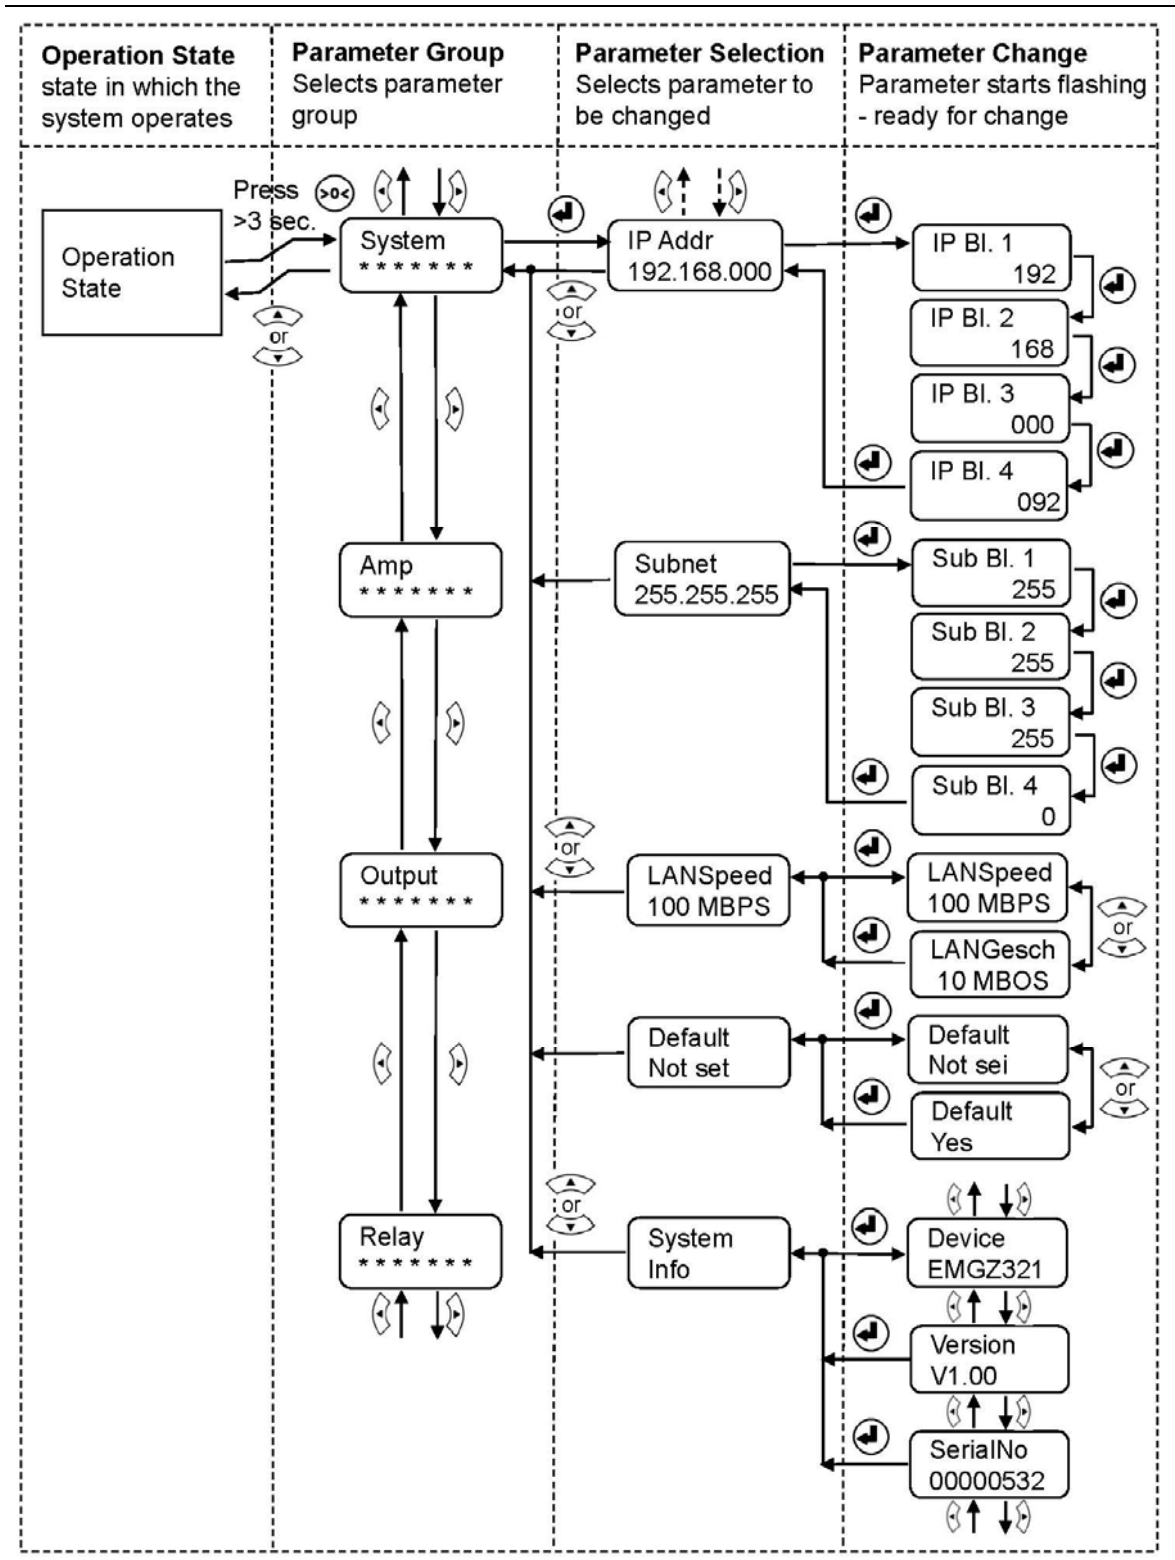 Operation State
state in which the
system operates
Parameter Group
Selects parameter
group
Parameter Selection
Selects parameter to
be changed
Parameter Change
Parameter starts flashing
- ready for change
Press
>3 sec.
>0<
Operation
State
or
System
* * * * * * *
IP Addr
192.168.000
or
IP Bl. 1
192
IP Bl. 2
168
IP Bl. 3
000
IP Bl. 4
092
Amp
* * * * * * *
Subnet
255.255.255
Sub Bl. 1
255
Sub Bl. 2
255
Sub Bl. 3
255
Sub Bl. 4
0
Output
* * * * * * *
or
LANSpeed
100 MBPS
LANSpeed
100 MBPS
or
LANGesch
10 MBOS
Default
Not set
Default
Not sei
or
Default
Yes
Relay
* * * * * * *
or
System
Info
Device
EMGZ321
Version
V1.00
SerialNo
00000532